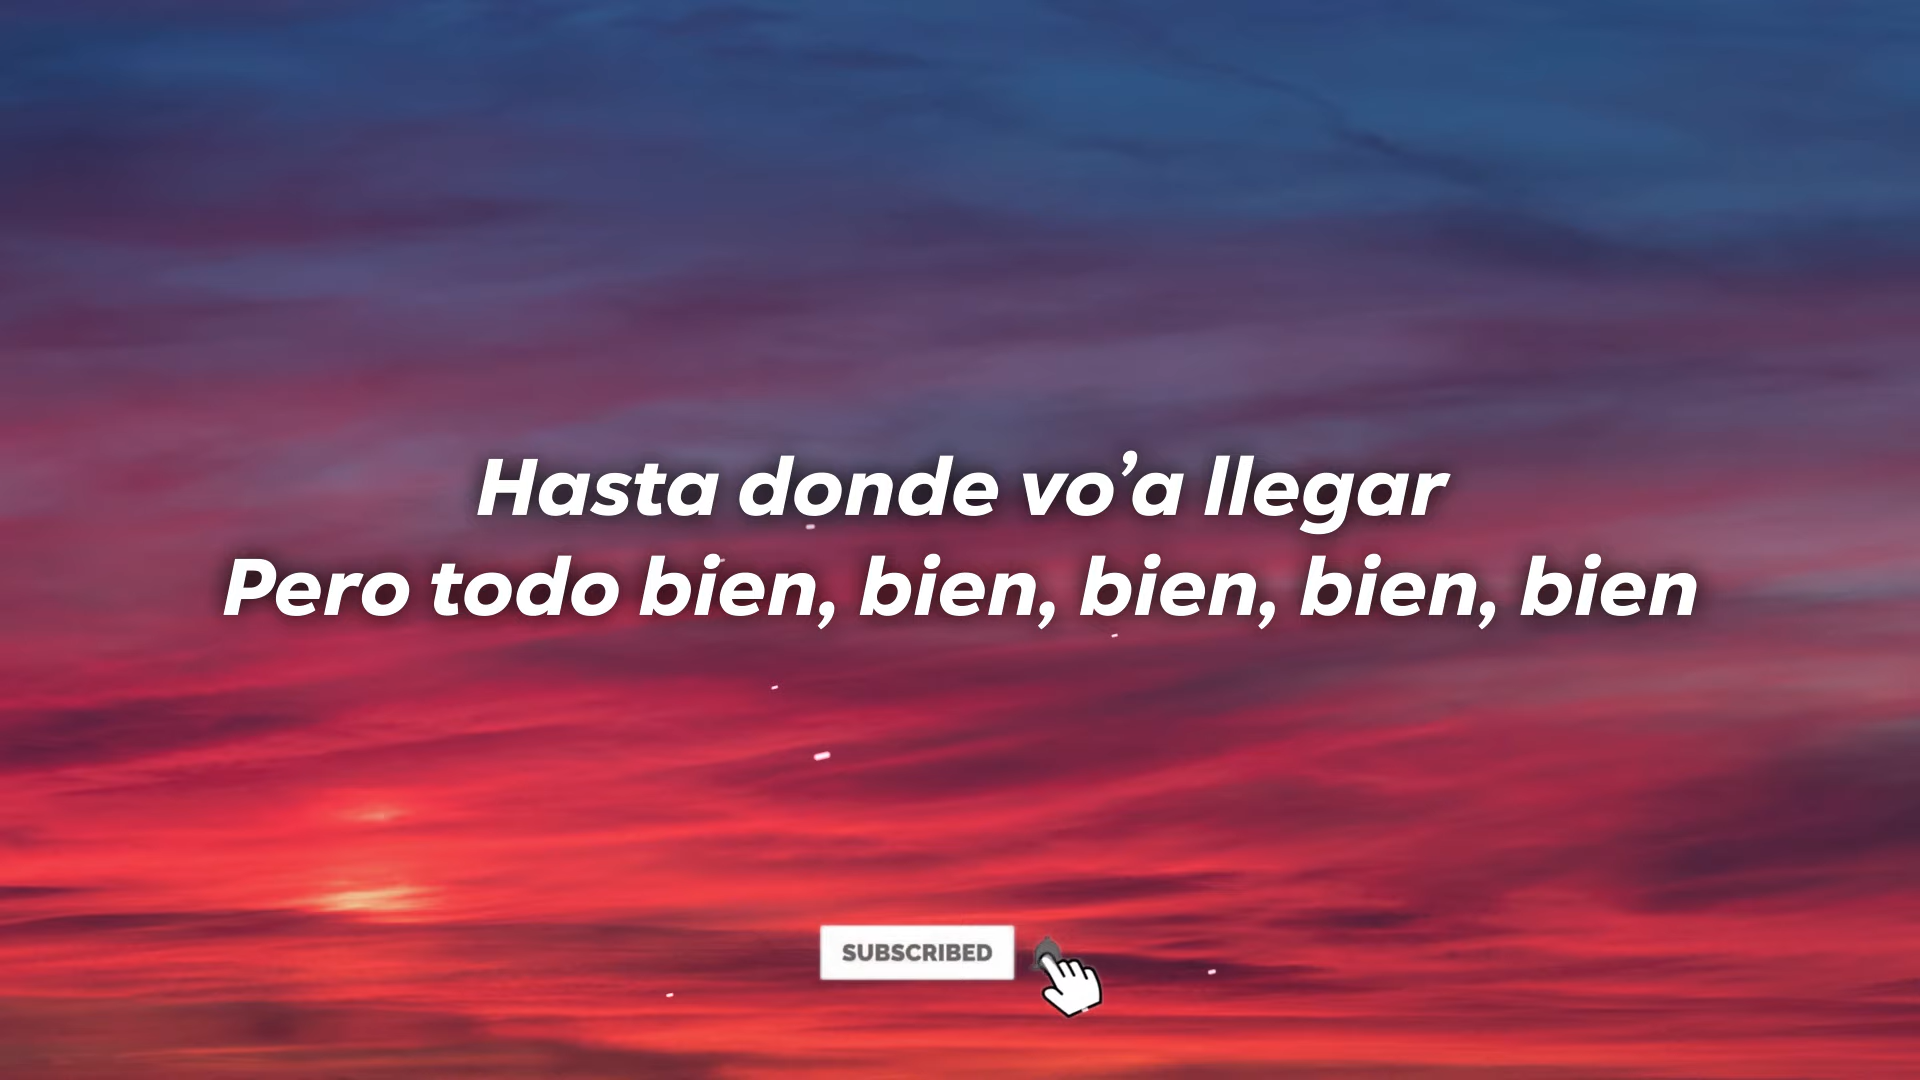 Hasta donde vo’a llegar
Pero todo bien, bien, bien, bien, bien
SUBSCRIBED